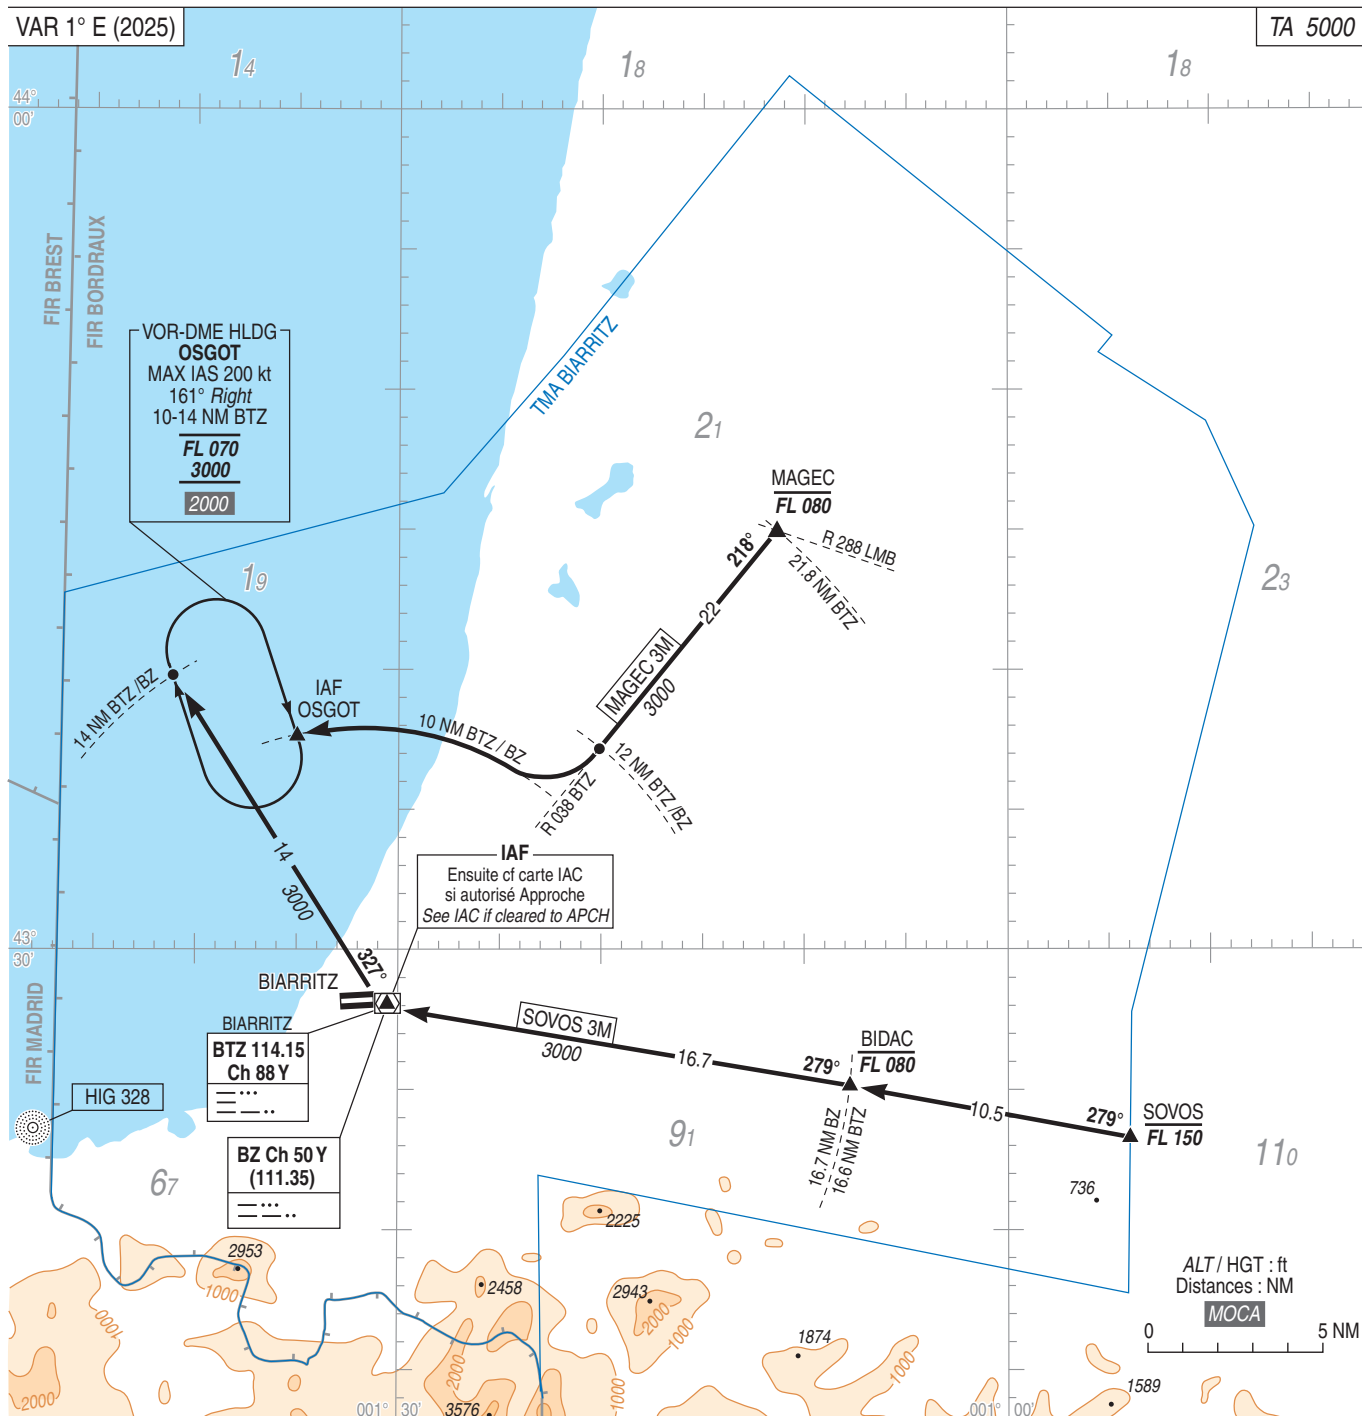 VAR 1° E (2025)
TA 5000
14
18
18
44°
00'
FIR BREST
FIR BORDRAUX
VOR-DME HLDG
OSGOT
MAX IAS 200 kt
161° Right
10-14 NM BTZ
FL 070
3000
2000
TMA BIARRITZ
21
MAGEC
FL 080
R 288 LMB
21.8 NM BTZ
218°
22
MAGEC 3M
3000
19
23
14 NM BTZ /BZ
IAF
OSGOT
10 NM BTZ / BZ
12 NM BTZ /BZ
R 038 BTZ
14
3000
327°
IAF
Ensuite cf carte IAC
si autorisé Approche
See IAC if cleared to APCH
43°
30'
BIARRITZ
BIARRITZ
BTZ 114.15
Ch 88 Y
FIR MADRID
HIG 328
BZ Ch 50 Y
(111.35)
SOVOS 3M
3000
16.7
279°
BIDAC
FL 080
16.7 NM BZ
16.6 NM BTZ
10.5
279°
SOVOS
FL 150
67
91
110
736
2225
2953
1000
1000
2458
2943
2000
1000
1874
1000
2000
2000
1000
3576
1589
ALT / HGT : ft
Distances : NM
MOCA
0 5 NM
001° 30'
001° 00'